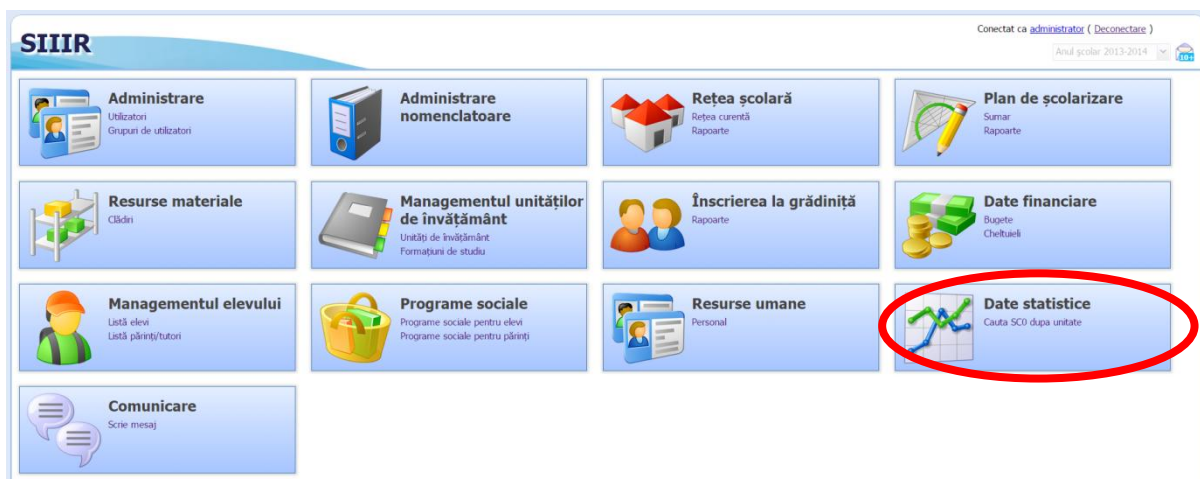 Conectat ca administrator ( Deconectare )
SIIIR
Anul școlar 2013-2014
10+
Administrare
Utilizatori
Grupuri de utilizatori
Administrare
nomenclatoare
Rețea școlară
Rețea curentă
Rapoarte
Plan de școlarizare
Sumar
Rapoarte
Resurse materiale
Clădiri
Managementul unităților
de învățământ
Unități de învățământ
Formațiuni de studiu
Înscrierea la grădiniță
Rapoarte
Date financiare
Bugete
Cheltuieli
Managementul elevului
Listă elevi
Listă părinți/tutori
Programe sociale
Programe sociale pentru elevi
Programe sociale pentru părinți
Resurse umane
Personal
Date statistice
Cauta SC0 dupa unitate
Comunicare
Scrie mesaj